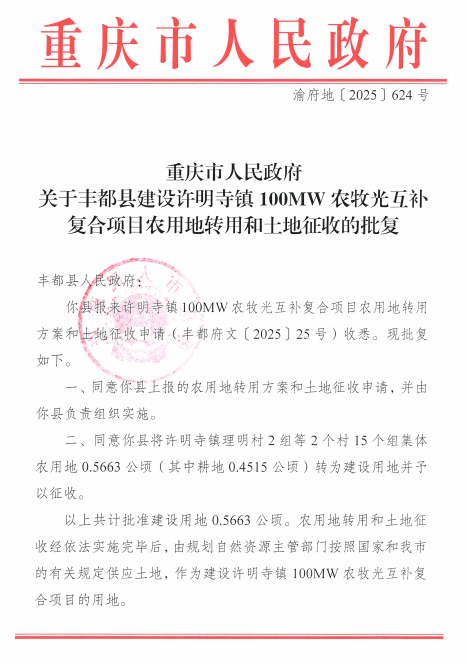 重庆市人民政府
渝府地〔2025〕624 号
重庆市人民政府
关于丰都县建设许明寺镇 100MW 农牧光互补
复合项目农用地转用和土地征收的批复
丰都县人民政府：
你县报来许明寺镇100MW农牧光互补复合项目农用地转用
方案和土地征收申请（丰都府文〔2025〕25 号）收悉。现批复
如下。
一、同意你县上报的农用地转用方案和土地征收申请，并由
你县负责组织实施。
二、同意你县将许明寺镇理明村 2 组等 2 个村 15 个组集体
农用地 0.5663 公顷（其中耕地 0.4515 公顷）转为建设用地并予
以征收。
以上共计批准建设用地 0.5663 公顷。农用地转用和土地征
收经依法实施完毕后，由规划自然资源主管部门按照国家和我市
的有关规定供应土地，作为建设许明寺镇 100MW 农牧光互补复
合项目的用地。